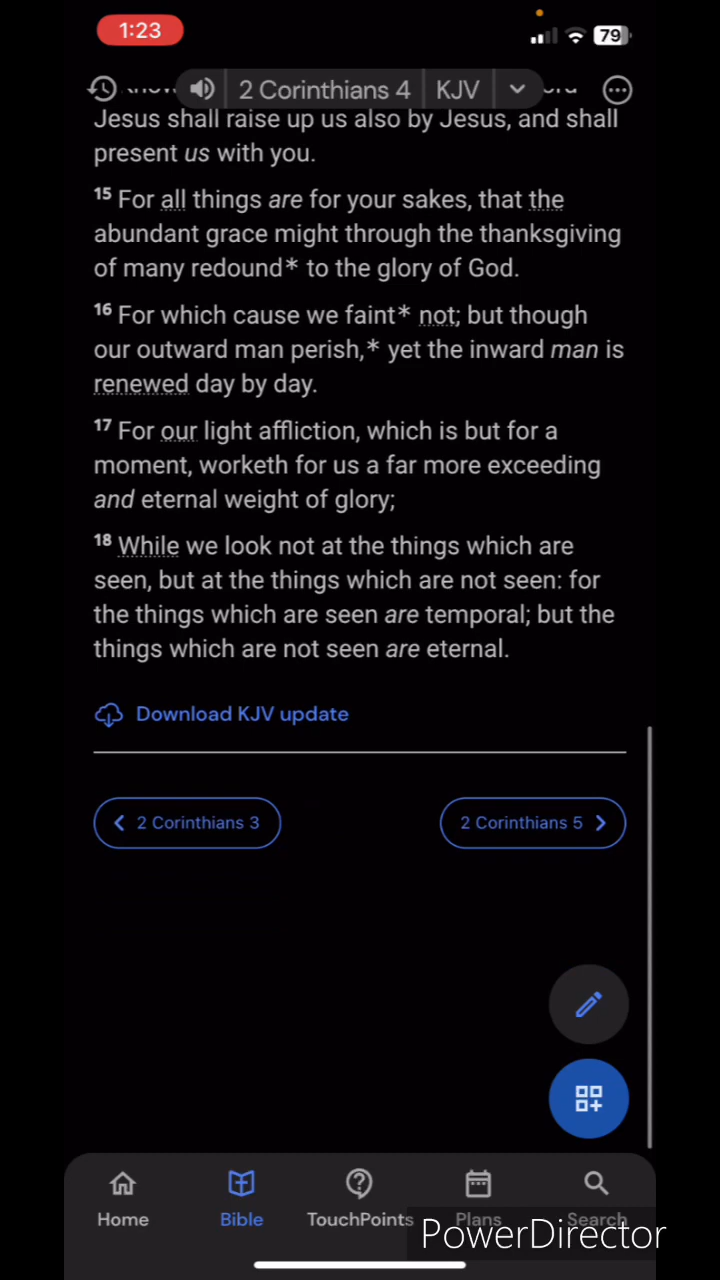 1:23
79
2 Corinthians 4 KJV
Jesus shall raise up us also by Jesus, and shall
present us with you.
15 For all things are for your sakes, that the
abundant grace might through the thanksgiving
of many redound* to the glory of God.
16 For which cause we faint* not; but though
our outward man perish,* yet the inward man is
renewed day by day.
17 For our light affliction, which is but for a
moment, worketh for us a far more exceeding
and eternal weight of glory;
18 While we look not at the things which are
seen, but at the things which are not seen: for
the things which are seen are temporal; but the
things which are not seen are eternal.
Download KJV update
2 Corinthians 3
2 Corinthians 5
Home Bible TouchPoints Plans Search
PowerDirector